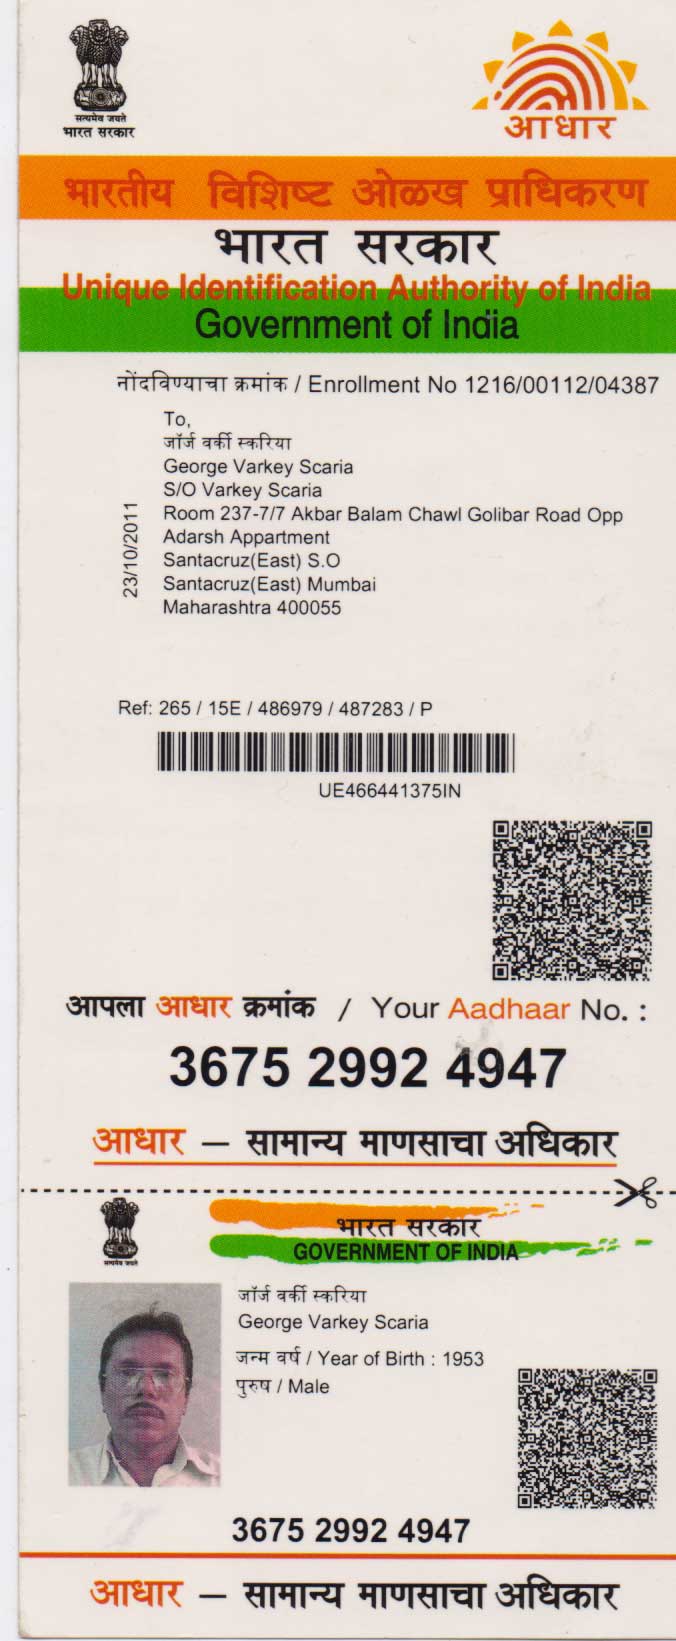 सत्यमेव जयते
भारत सरकार
आधार
भारतीय विशिष्ट ओळख प्राधिकरण
भारत सरकार
Unique Identification Authority of India
Government of India
नोंदविण्याचा क्रमांक / Enrollment No 1216/00112/04387
To,
जॉर्ज वर्की स्करिया
George Varkey Scaria
S/O Varkey Scaria
Room 237-7/7 Akbar Balam Chawl Golibar Road Opp
Adarsh Appartment
Santacruz(East) S.O
Santacruz(East) Mumbai
Maharashtra 400055
23/10/2011
Ref: 265 / 15E / 486979 / 487283 / P
UE466441375IN
आपला आधार क्रमांक / Your Aadhaar No. :
3675 2992 4947
आधार – सामान्य माणसाचा अधिकार
सत्यमेव जयते
भारत सरकार
GOVERNMENT OF INDIA
जॉर्ज वर्की स्करिया
George Varkey Scaria
जन्म वर्ष / Year of Birth : 1953
पुरुष / Male
3675 2992 4947
आधार – सामान्य माणसाचा अधिकार